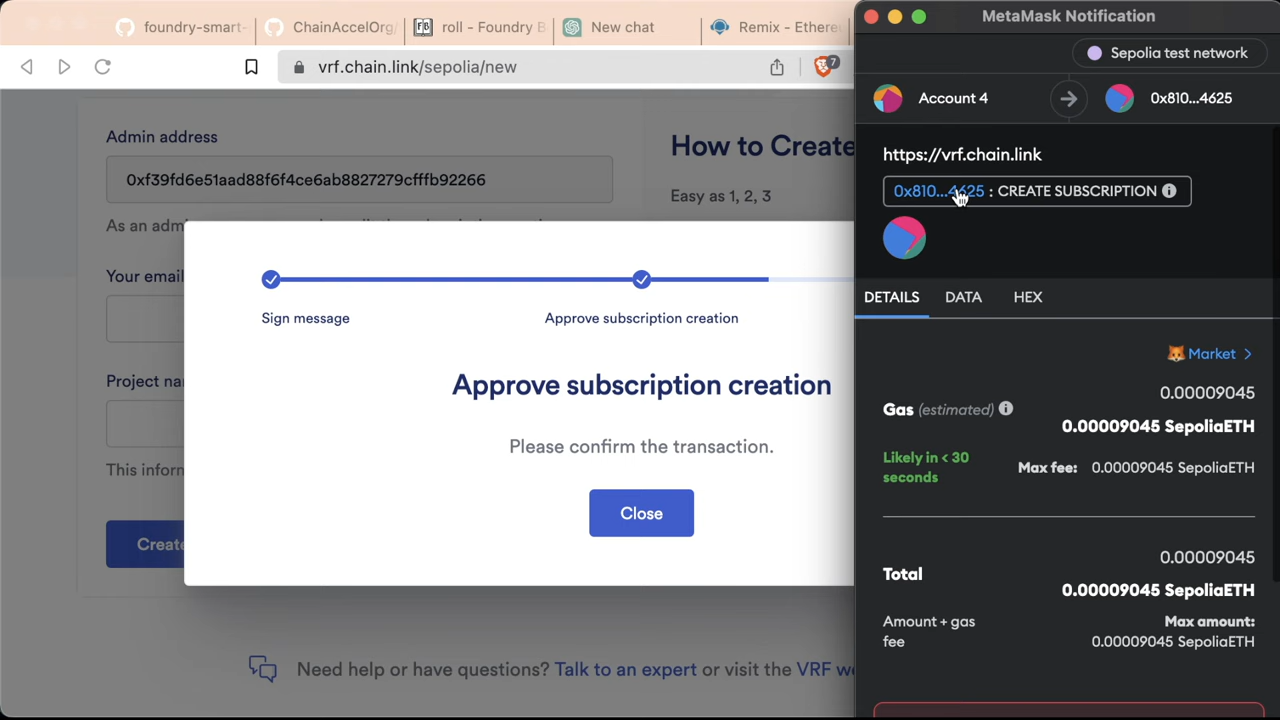 foundry-smart-
ChainAccelOrg/
roll - Foundry B
New chat
Remix - Ethere
vrf.chain.link/sepolia/new
7
Admin address
0xf39fd6e51aad88f6f4ce6ab8827279cfffb92266
As an adm
Your email
Project na
This inform
Create
How to Create
Easy as 1, 2, 3
Sign message
Approve subscription creation
Approve subscription creation
Please confirm the transaction.
Close
Need help or have questions? Talk to an expert or visit the VRF we
MetaMask Notification
Sepolia test network
Account 4
0x810...4625
https://vrf.chain.link
0x810...4625 : CREATE SUBSCRIPTION
DETAILS
DATA
HEX
Market >
0.00009045
Gas (estimated)
0.00009045 SepoliaETH
Likely in < 30
seconds
Max fee: 0.00009045 SepoliaETH
0.00009045
Total
0.00009045 SepoliaETH
Amount + gas
fee
Max amount:
0.00009045 SepoliaETH